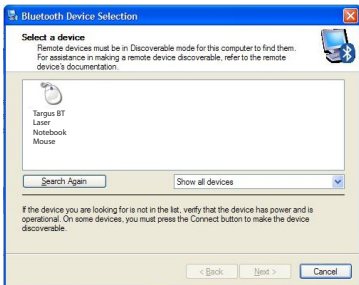 Bluetooth Device Selection
Select a device
Remote devices must be in Discoverable mode for this computer to find them.
For assistance in making a remote device discoverable, refer to the remote
device's documentation.
Targus BT
Laser
Notebook
Mouse
Search Again
Show all devices
If the device you are looking for is not in the list, verify that the device has power and is
operational. On some devices, you must press the Connect button to make the device
discoverable.
< Back
Next >
Cancel